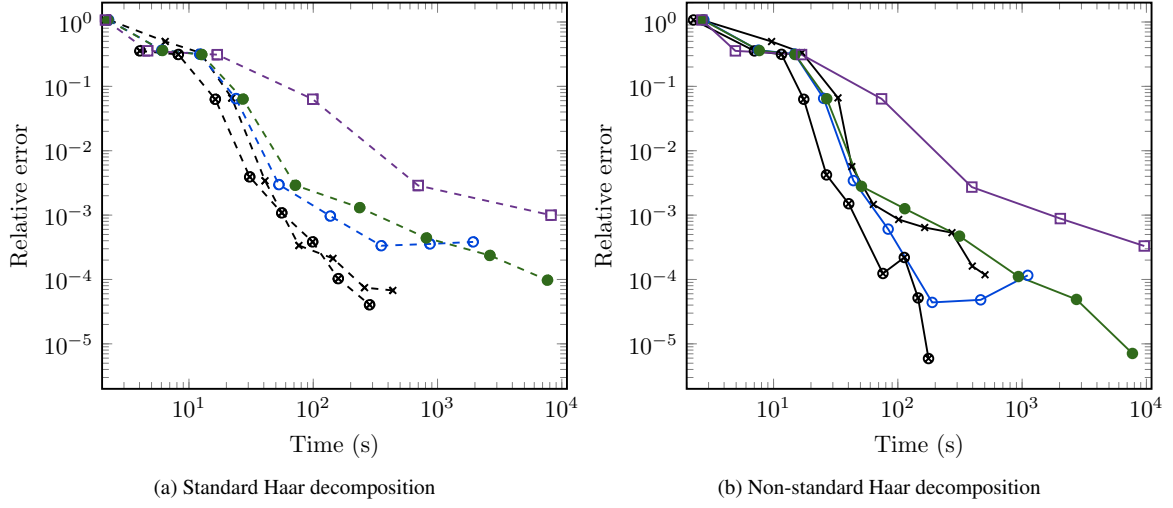 10^0
10^-1
10^-2
10^-3
10^-4
10^-5
Relative error
10^1 10^2 10^3 10^4
Time (s)
(a) Standard Haar decomposition
10^0
10^-1
10^-2
10^-3
10^-4
10^-5
Relative error
10^1 10^2 10^3 10^4
Time (s)
(b) Non-standard Haar decomposition